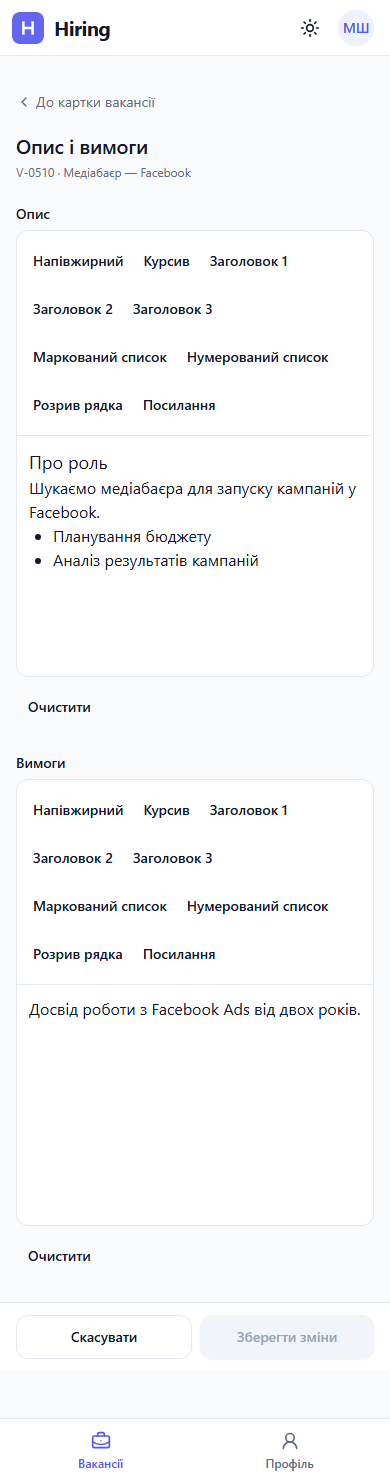 H Hiring МШ
До картки вакансії
Опис і вимоги
V-0510 · Медіабаєр — Facebook
Опис
Напівжирний Курсив Заголовок 1
Заголовок 2 Заголовок 3
Маркований список Нумерований список
Розрив рядка Посилання
Про роль
Шукаємо медіабаєра для запуску кампаній у
Facebook.
• Планування бюджету
• Аналіз результатів кампаній
Очистити
Вимоги
Напівжирний Курсив Заголовок 1
Заголовок 2 Заголовок 3
Маркований список Нумерований список
Розрив рядка Посилання
Досвід роботи з Facebook Ads від двох років.
Очистити
Скасувати Зберегти зміни
Вакансії Профіль